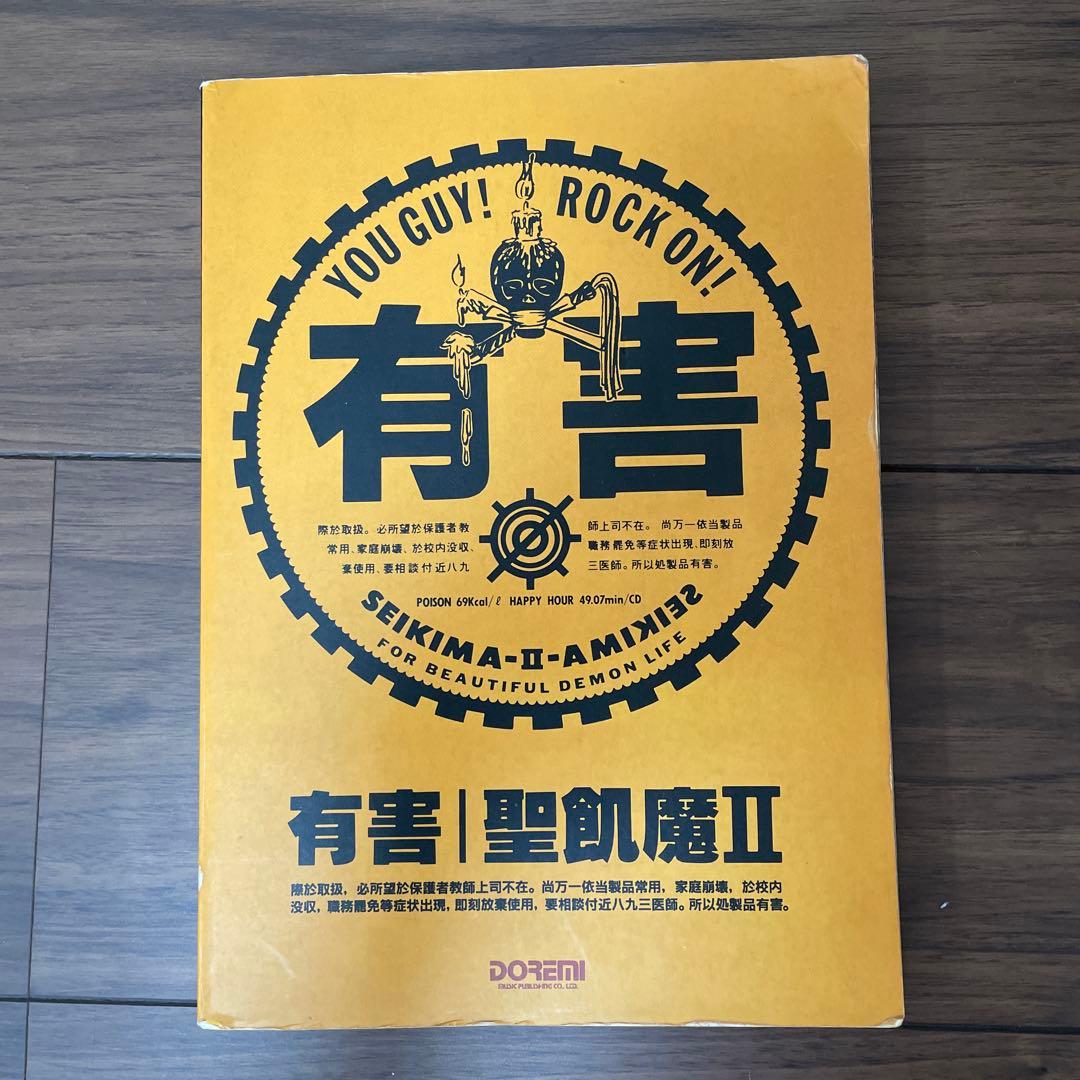 YOU GUY! ROCK ON!
有害
際於取扱。必所望於保護者教
常用、家庭崩壊、於校内没収、
棄使用、要相談付近八九
師上司不在。尚万一依当製品
職務罷免等症状出現、即刻放
三医師。所以処製品有害。
POISON 69Kcal/ℓ HAPPY HOUR 49.07min/CD
SEIKIMA-II-AMIKIES
FOR BEAUTIFUL DEMON LIFE
有害|聖飢魔II
際於取扱，必所望於保護者教師上司不在。尚万一依当製品常用，家庭崩壊，於校内
没収，職務罷免等症状出現，即刻放棄使用，要相談付近八九三医師。所以処製品有害。
DOREMI
MUSIC PUBLISHING CO., LTD.